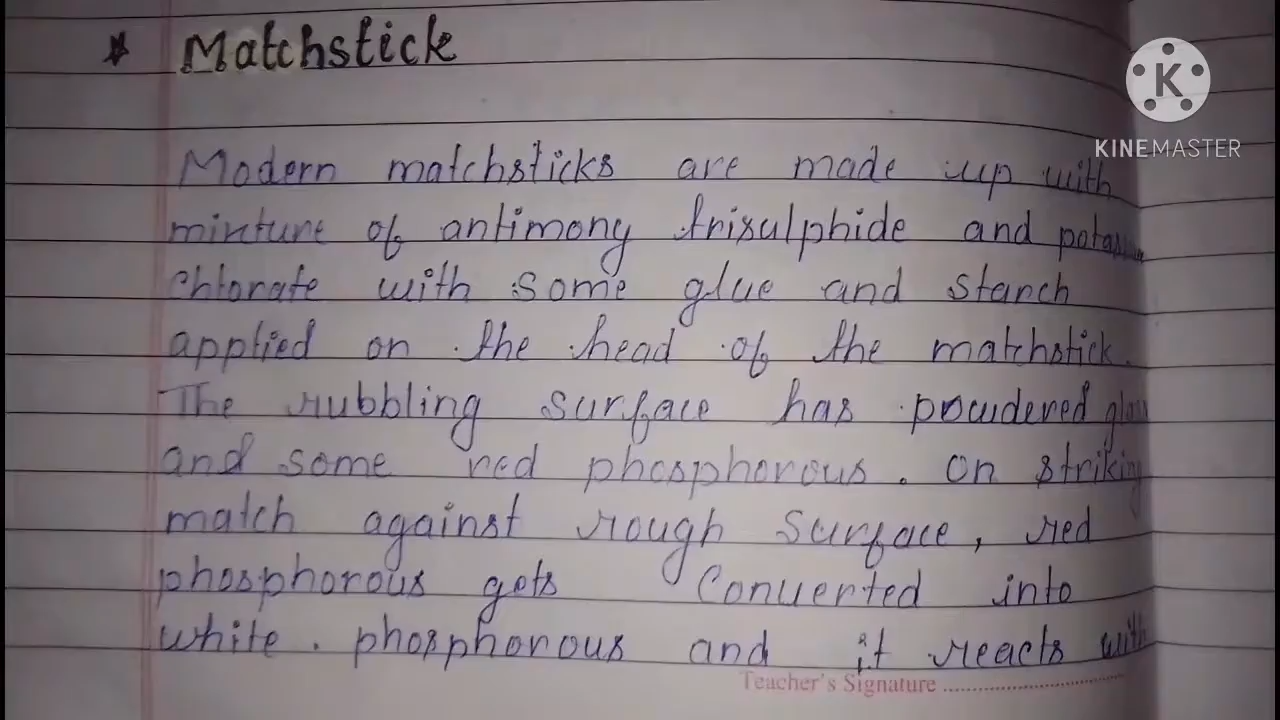 Matchstick
KINEMASTER
Modern matchsticks are made up with
mixture of antimony trisulphide and potassium
chlorate with some glue and starch
applied on the head of the matchstick.
The rubbling surface has powdered glass
and some red phosphorous. On striking
match against rough surface, red
phosphorous gets Converted into
white. phosphorous and it reacts with
Teacher's Signature